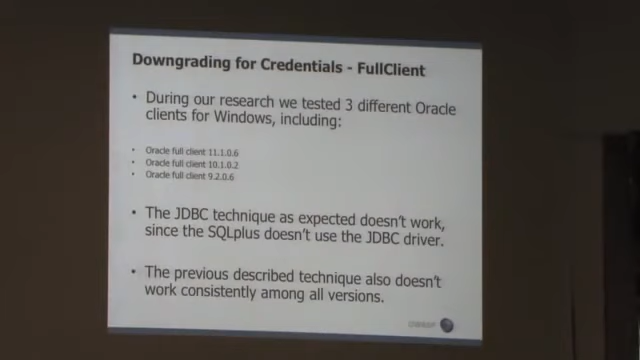 Downgrading for Credentials - FullClient
• During our research we tested 3 different Oracle
clients for Windows, including:
• Oracle full client 11.1.0.6
• Oracle full client 10.1.0.2
• Oracle full client 9.2.0.6
• The JDBC technique as expected doesn't work,
since the SQLplus doesn't use the JDBC driver.
• The previous described technique also doesn't
work consistently among all versions.